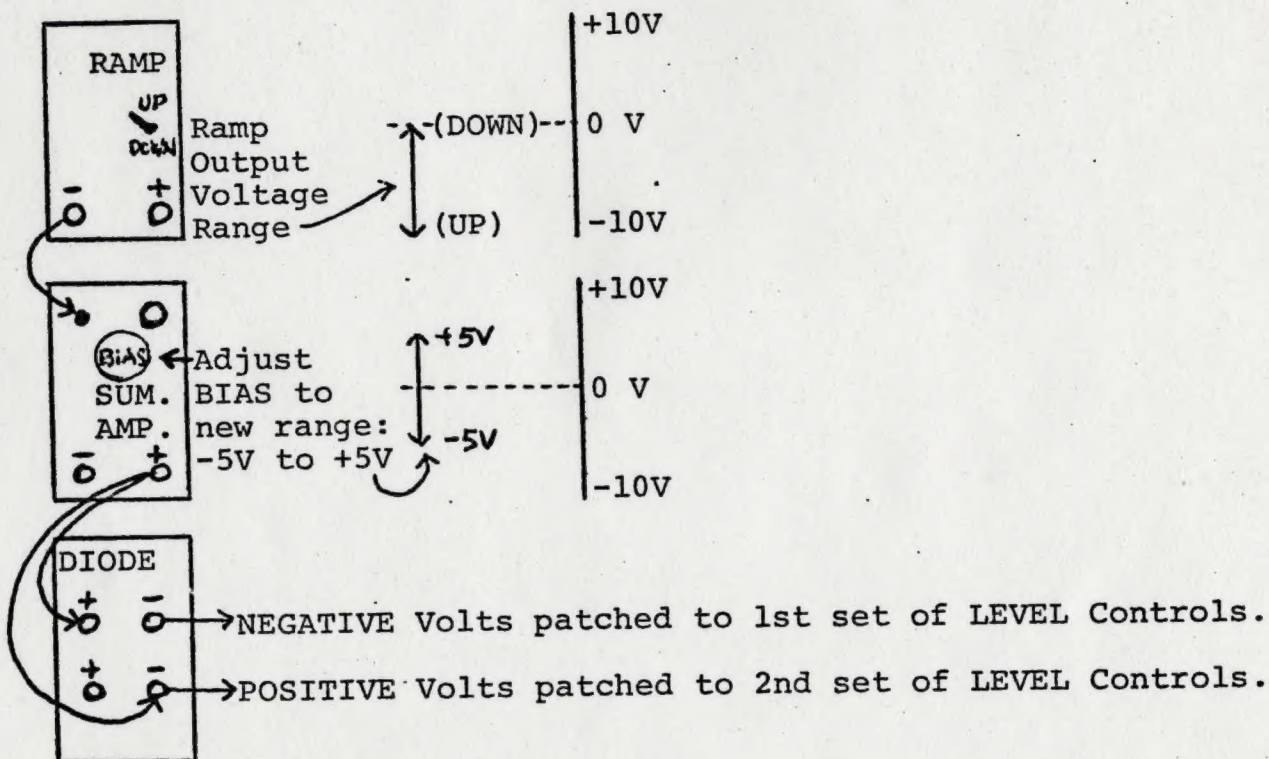 +10V
RAMP
UP
DOWN
Ramp
Output
Voltage
Range
- +
(DOWN)
0 V
(UP)
-10V
+10V
BiAS
Adjust
SUM. BIAS to
AMP. new range:
-5V to +5V
- +
+5V
0 V
-5V
-10V
DIODE
+ -
NEGATIVE Volts patched to 1st set of LEVEL Controls.
+ -
POSITIVE Volts patched to 2nd set of LEVEL Controls.